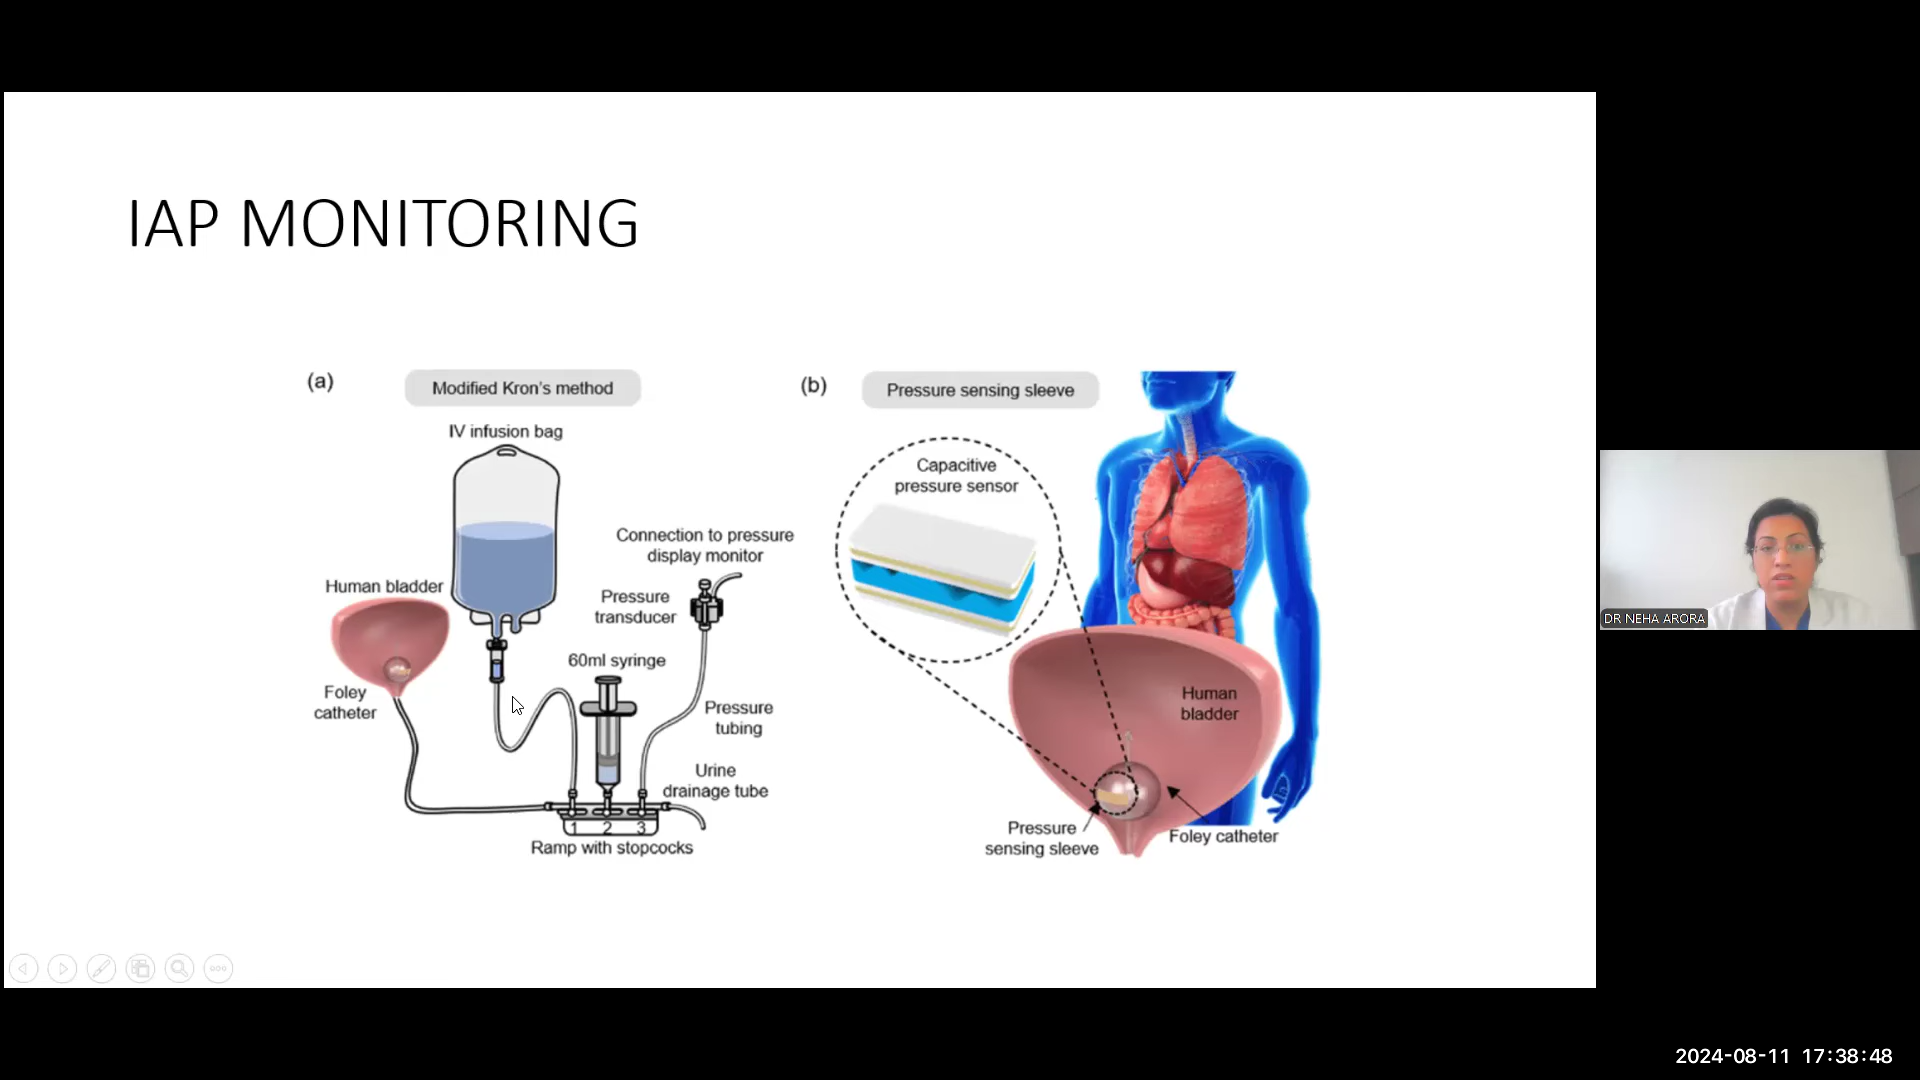 IAP MONITORING
(a)
Modified Kron's method
IV infusion bag
Connection to pressure
display monitor
Human bladder
Pressure
transducer
60ml syringe
Foley
catheter
Pressure
tubing
Urine
drainage tube
1 2 3
Ramp with stopcocks
(b)
Pressure sensing sleeve
Capacitive
pressure sensor
Human
bladder
Pressure
sensing sleeve
Foley catheter
DR NEHA ARORA
2024-08-11 17:38:48